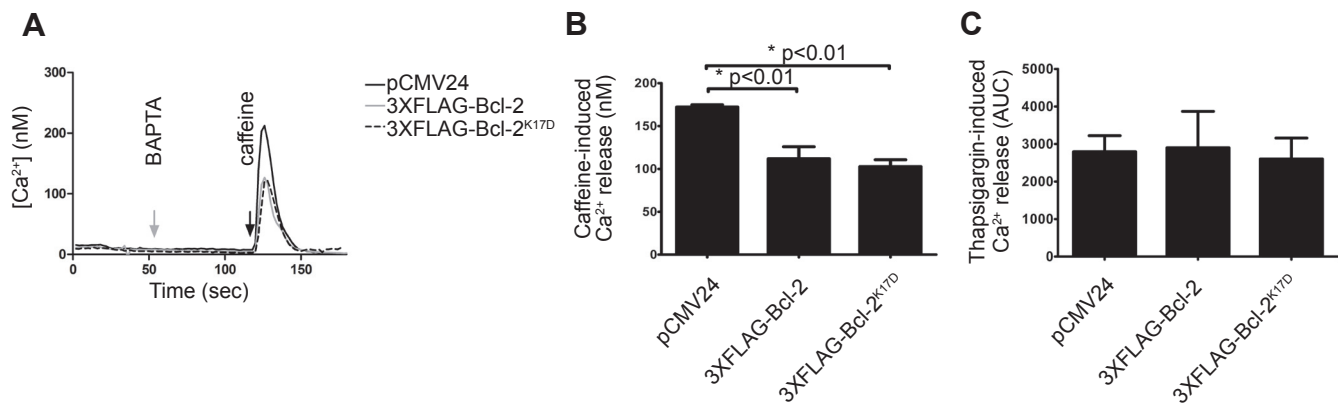 A
[Ca²⁺] (nM)
300
200
100
0
0
50
100
150
Time (sec)
BAPTA
caffeine
pCMV24
3XFLAG-Bcl-2
3XFLAG-Bcl-2ᴷ¹⁷ᴰ
B
* p<0.01
* p<0.01
Caffeine-induced
Ca²⁺ release (nM)
200
150
100
50
0
pCMV24
3XFLAG-Bcl-2
3XFLAG-Bcl-2ᴷ¹⁷ᴰ
C
Thapsigargin-induced
Ca²⁺ release (AUC)
5000
4000
3000
2000
1000
0
pCMV24
3XFLAG-Bcl-2
3XFLAG-Bcl-2ᴷ¹⁷ᴰ